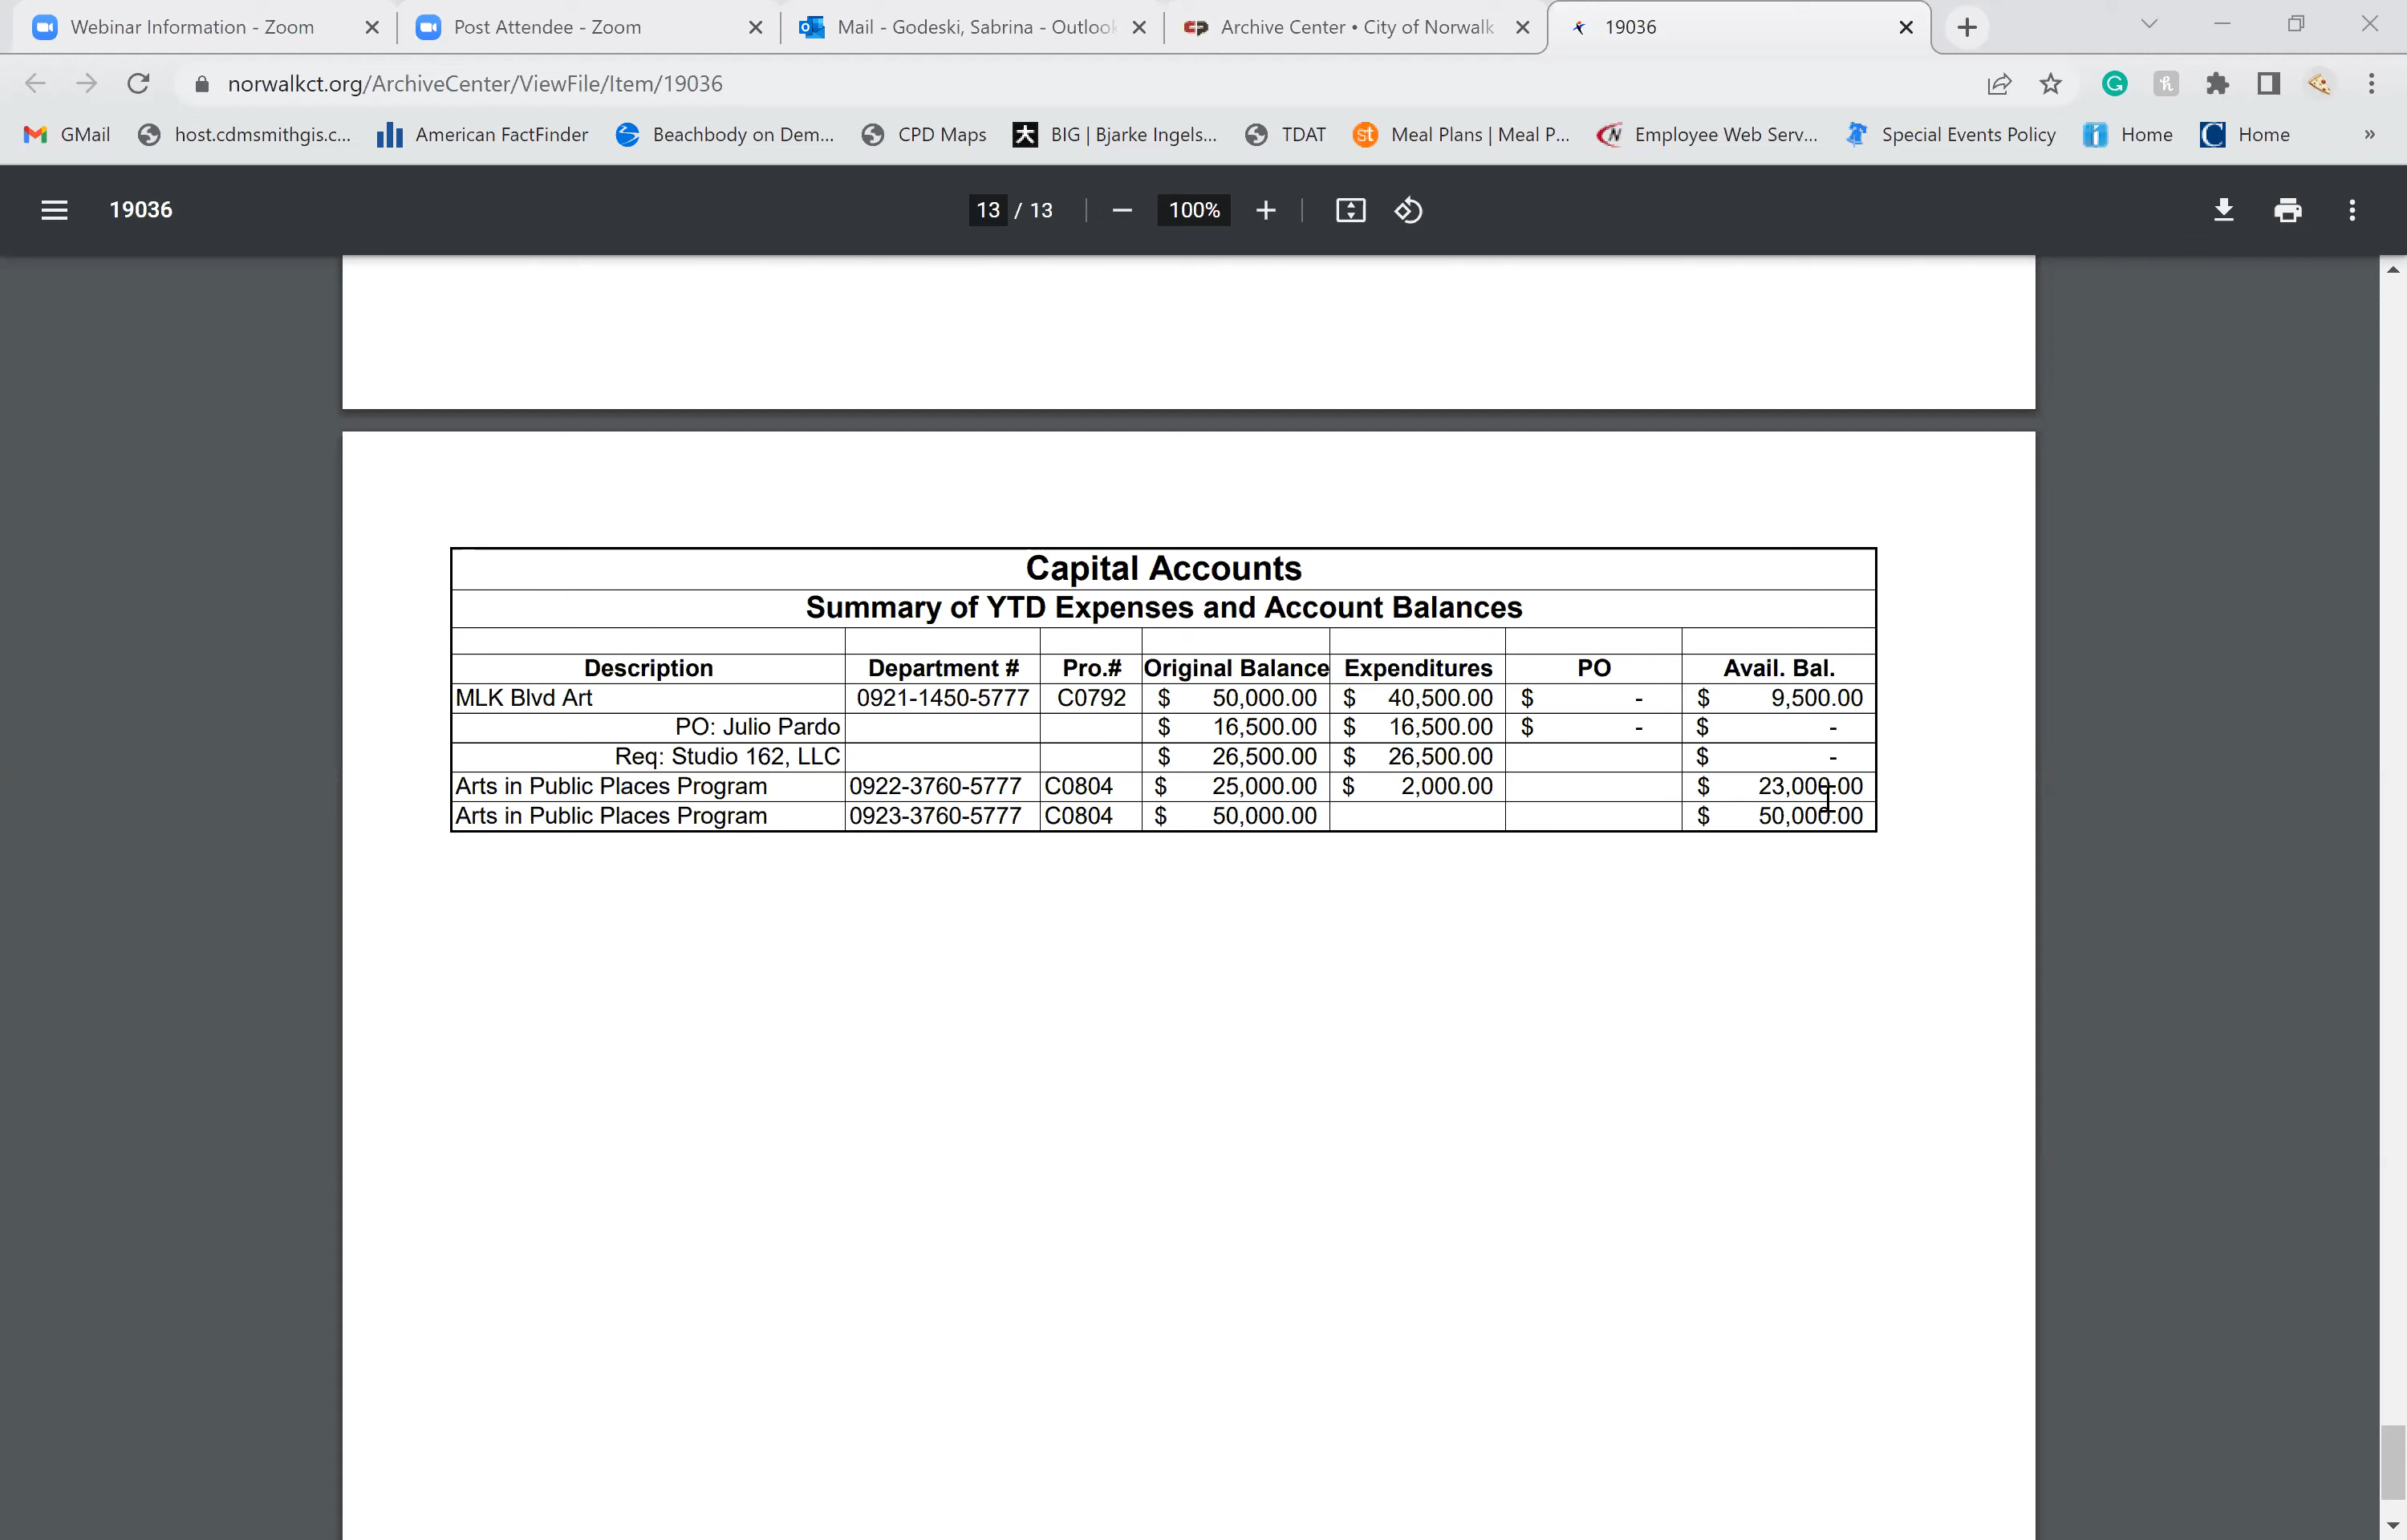 Webinar Information - Zoom Post Attendee - Zoom Mail - Godeski, Sabrina - Outlook Archive Center • City of Norwalk 19036
norwalkct.org/ArchiveCenter/ViewFile/Item/19036
GMail host.cdmsmithgis.c... American FactFinder Beachbody on Dem... CPD Maps BIG | Bjarke Ingels... TDAT st Meal Plans | Meal P... Employee Web Serv... Special Events Policy Home Home »
19036 13 / 13 100%
Capital Accounts
Summary of YTD Expenses and Account Balances
Description Department # Pro.# Original Balance Expenditures PO Avail. Bal.
MLK Blvd Art 0921-1450-5777 C0792 $ 50,000.00 $ 40,500.00 $ - $ 9,500.00
PO: Julio Pardo $ 16,500.00 $ 16,500.00 $ - $ -
Req: Studio 162, LLC $ 26,500.00 $ 26,500.00 $ -
Arts in Public Places Program 0922-3760-5777 C0804 $ 25,000.00 $ 2,000.00 $ 23,000.00
Arts in Public Places Program 0923-3760-5777 C0804 $ 50,000.00 $ 50,000.00